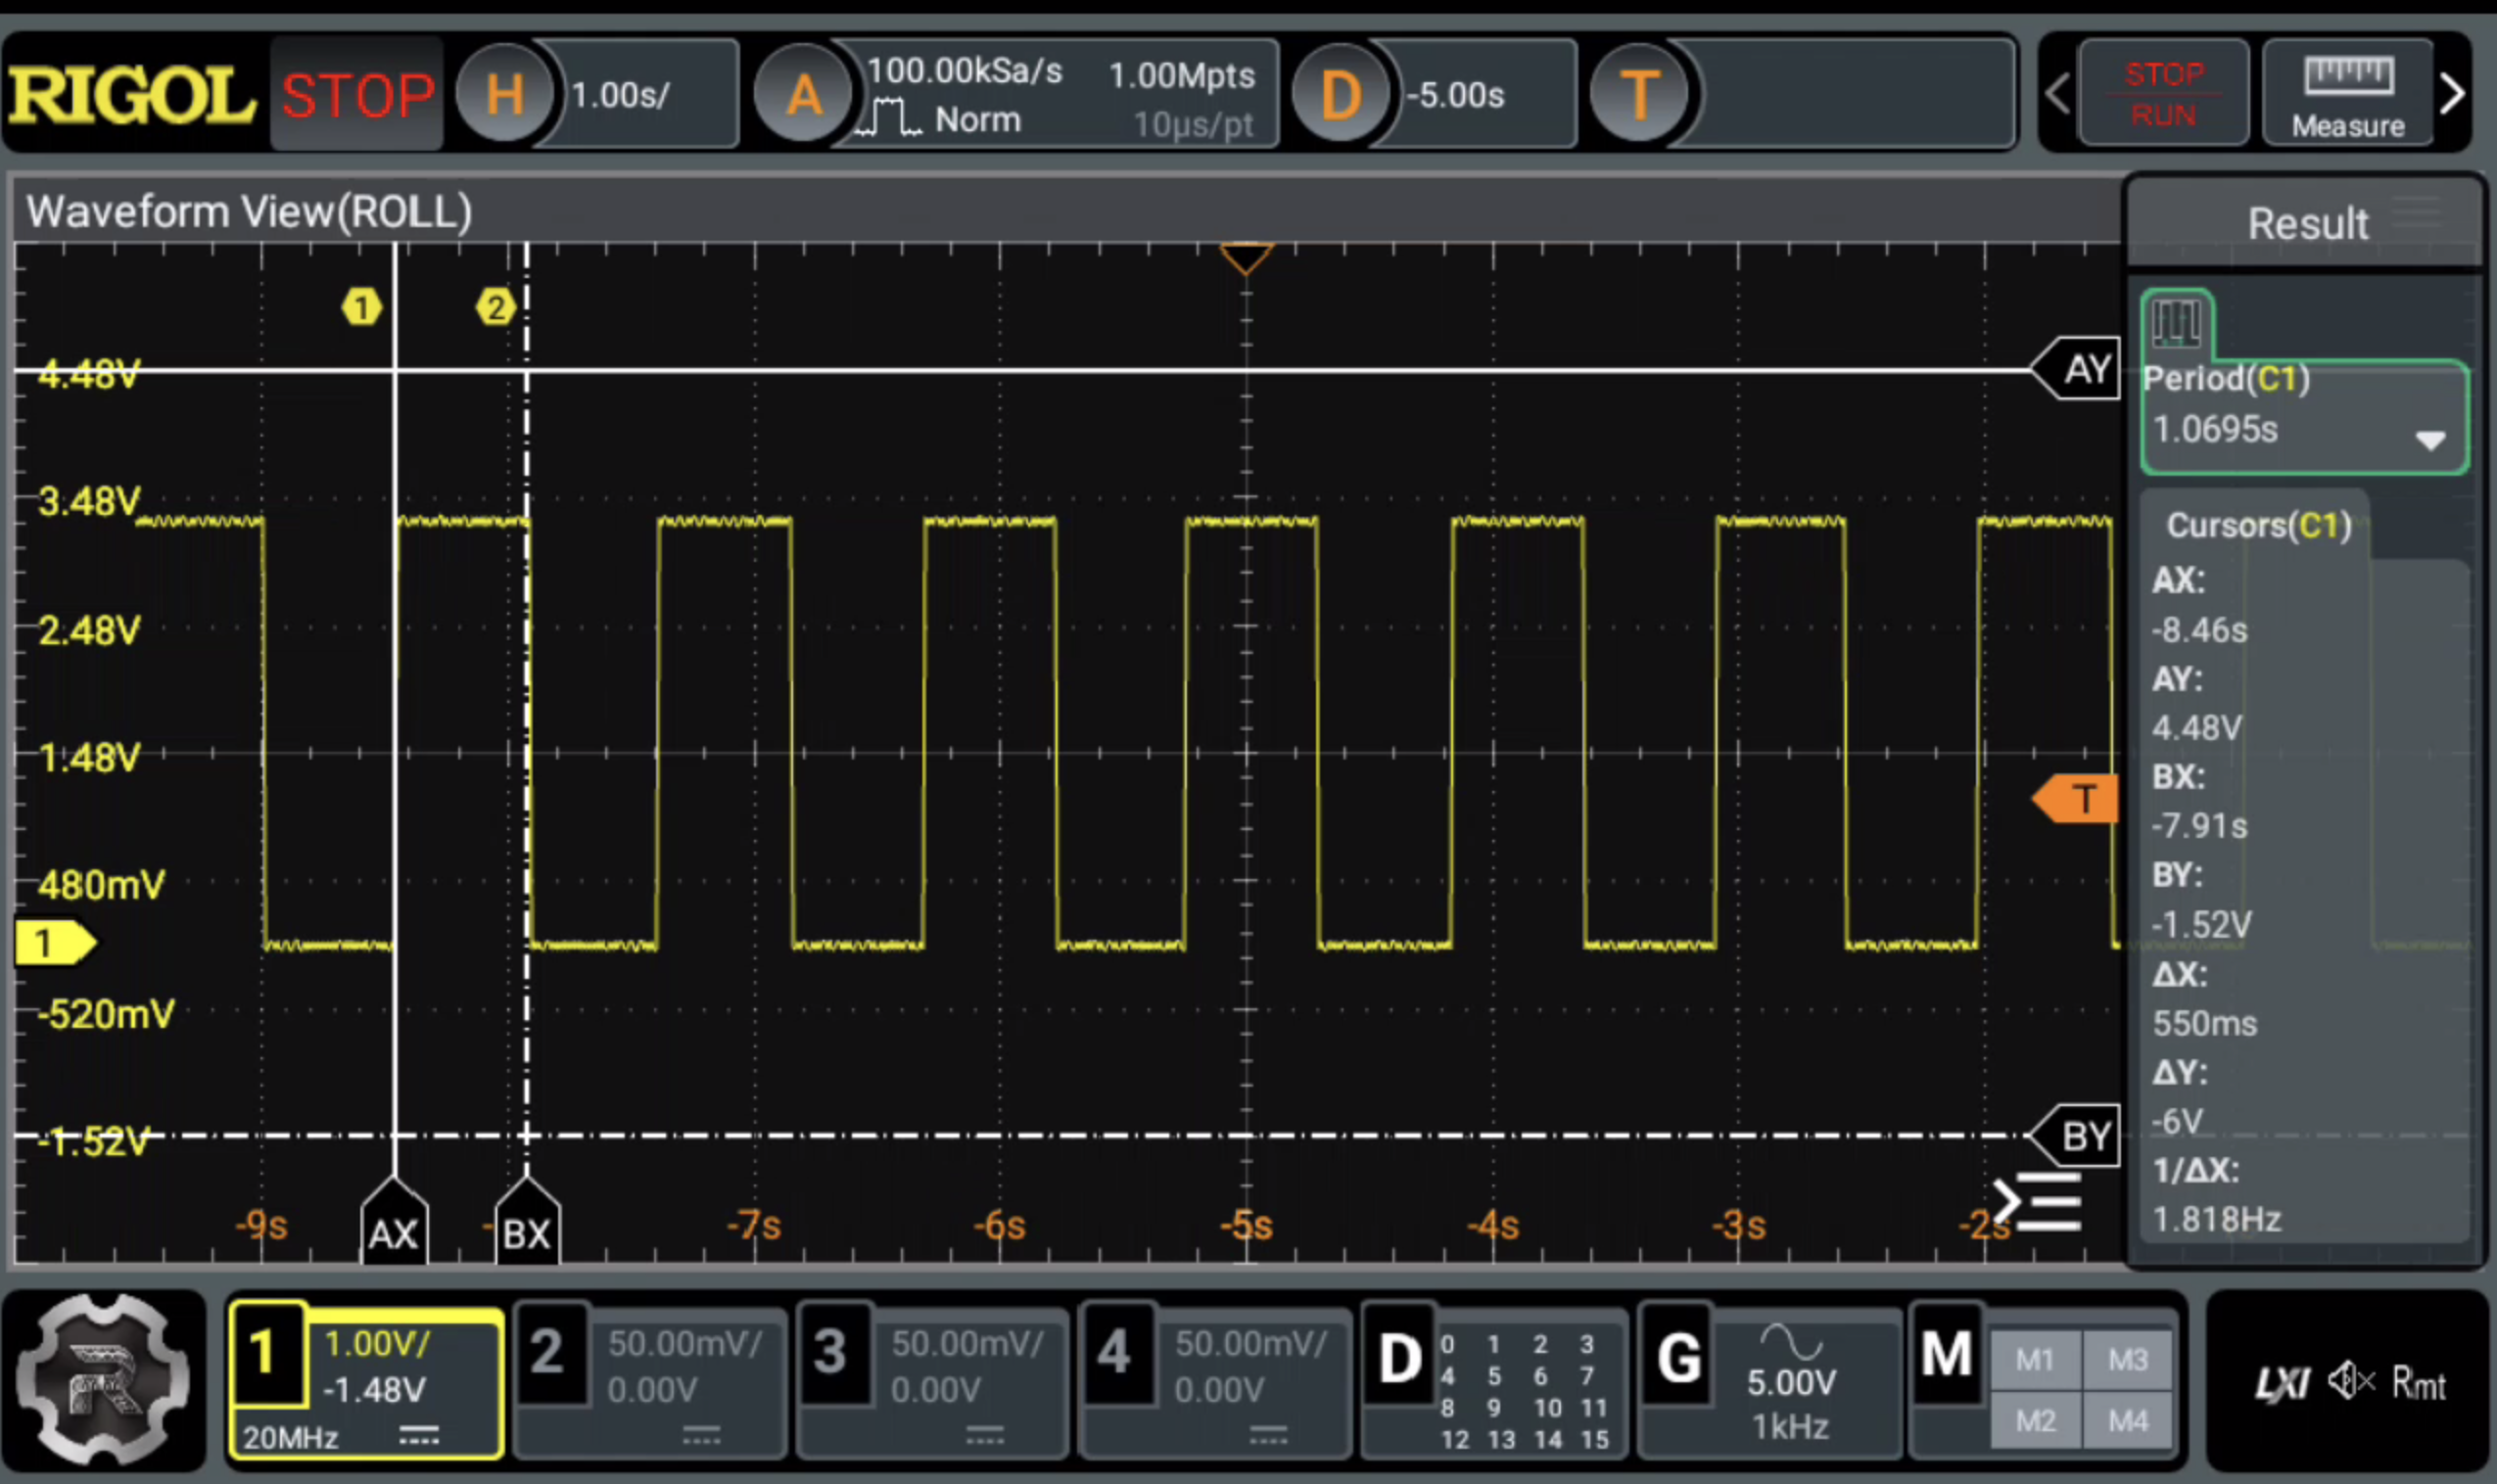 RIGOL
STOP
H
1.00s/
A
100.00kSa/s
1.00Mpts
Norm
10µs/pt
D
-5.00s
T
STOP
RUN
Measure
Waveform View(ROLL)
Result
1
2
4.48V
AY
3.48V
2.48V
1.48V
T
480mV
1
-520mV
-1.52V
BY
-9s
AX
BX
-7s
-6s
-5s
-4s
-3s
-2s
Period(C1)
1.0695s
Cursors(C1)
AX:
-8.46s
AY:
4.48V
BX:
-7.91s
BY:
-1.52V
ΔX:
550ms
ΔY:
-6V
1/ΔX:
1.818Hz
R
1
1.00V/
-1.48V
20MHz
2
50.00mV/
0.00V
3
50.00mV/
0.00V
4
50.00mV/
0.00V
D
0 1 2 3
4 5 6 7
8 9 10 11
12 13 14 15
G
5.00V
1kHz
M
M1 M3
M2 M4
LXI
Rmt